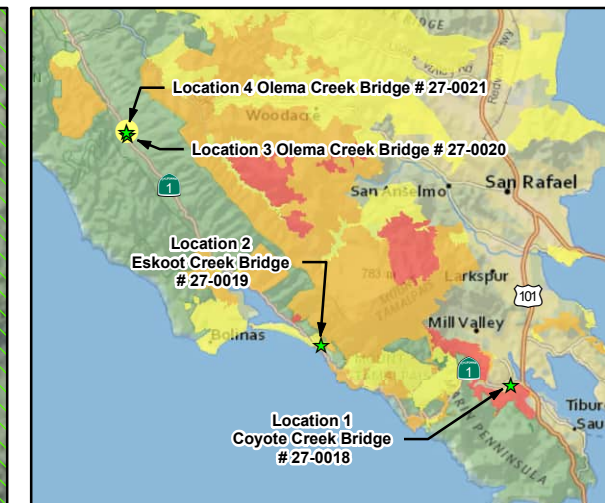 RIDGE
Location 4 Olema Creek Bridge # 27-0021
Woodacre
Location 3 Olema Creek Bridge # 27-0020
1
San Anselmo
San Rafael
Location 2
Eskoot Creek Bridge
# 27-0019
Larkspur
101
Bolinas
Mill Valley
1
Location 1
Coyote Creek Bridge
# 27-0018
Tibur
Sau
PENNINSULA